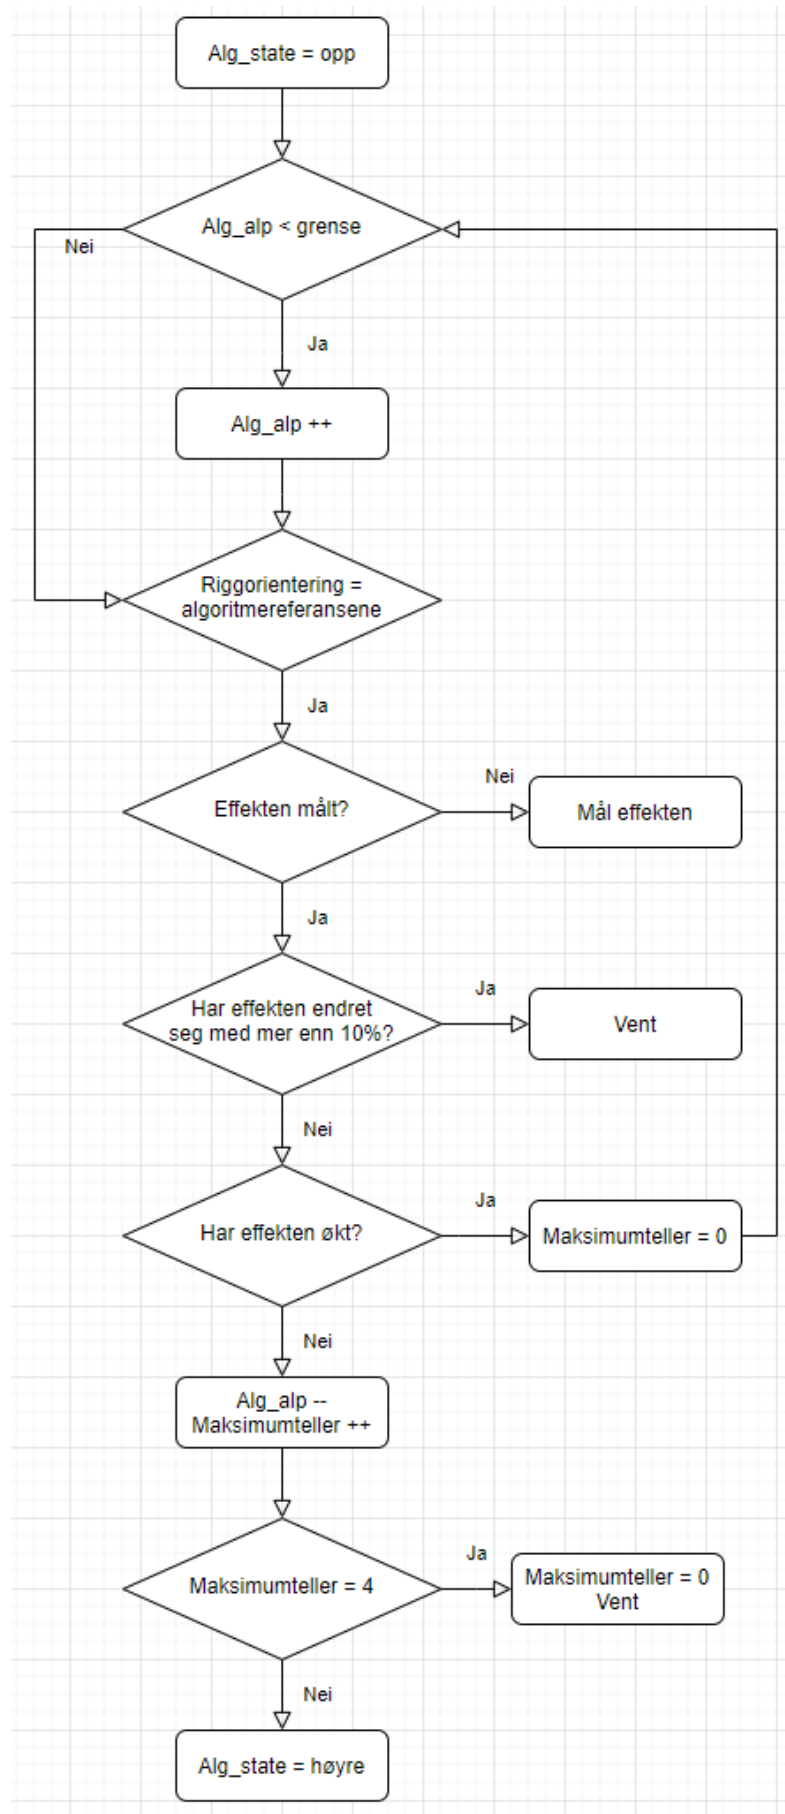 Alg_state = opp
Alg_alp < grense
Nei
Ja
Alg_alp ++
Riggorientering =
algoritmereferansene
Ja
Effekten målt?
Nei
Mål effekten
Ja
Har effekten endret
seg med mer enn 10%?
Ja
Vent
Nei
Har effekten økt?
Ja
Maksimumteller = 0
Nei
Alg_alp --
Maksimumteller ++
Maksimumteller = 4
Ja
Maksimumteller = 0
Vent
Nei
Alg_state = høyre